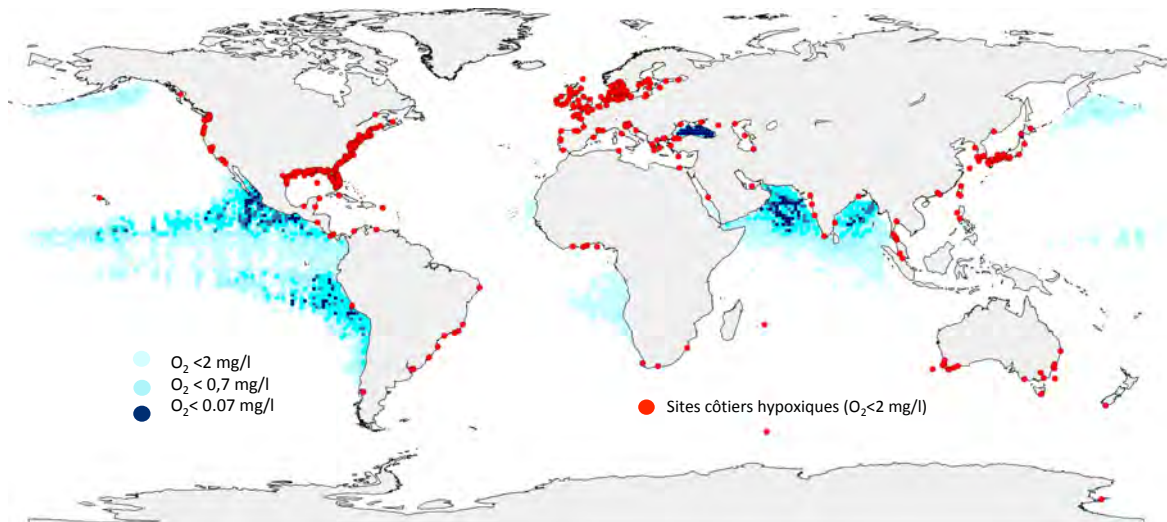 O₂ <2 mg/l
O₂ < 0,7 mg/l
O₂< 0.07 mg/l
Sites côtiers hypoxiques (O₂<2 mg/l)